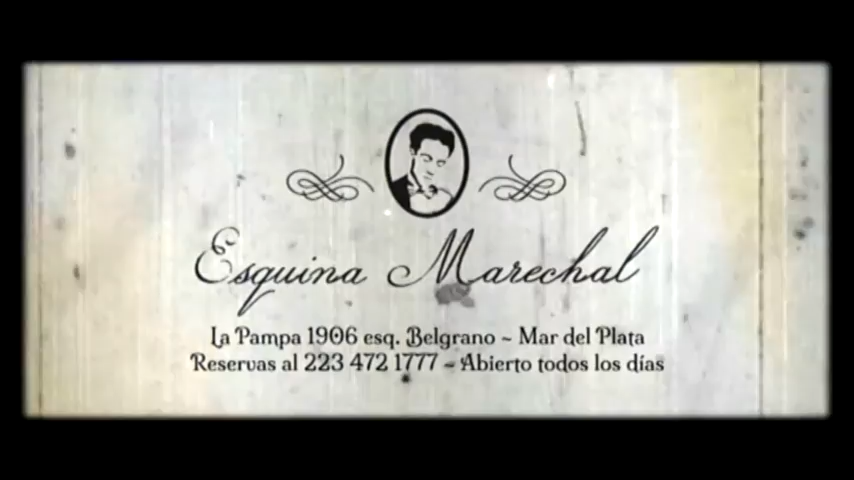 Esquina Marechal
La Pampa 1906 esq. Belgrano ~ Mar del Plata
Reservas al 223 472 1777 ~ Abierto todos los días